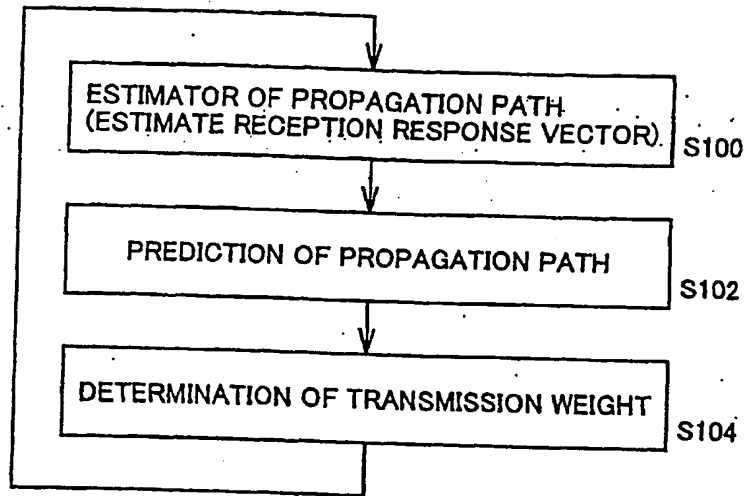 ESTIMATOR OF PROPAGATION PATH
(ESTIMATE RECEPTION RESPONSE VECTOR).
S100
PREDICTION OF PROPAGATION PATH
S102
DETERMINATION OF TRANSMISSION WEIGHT
S104